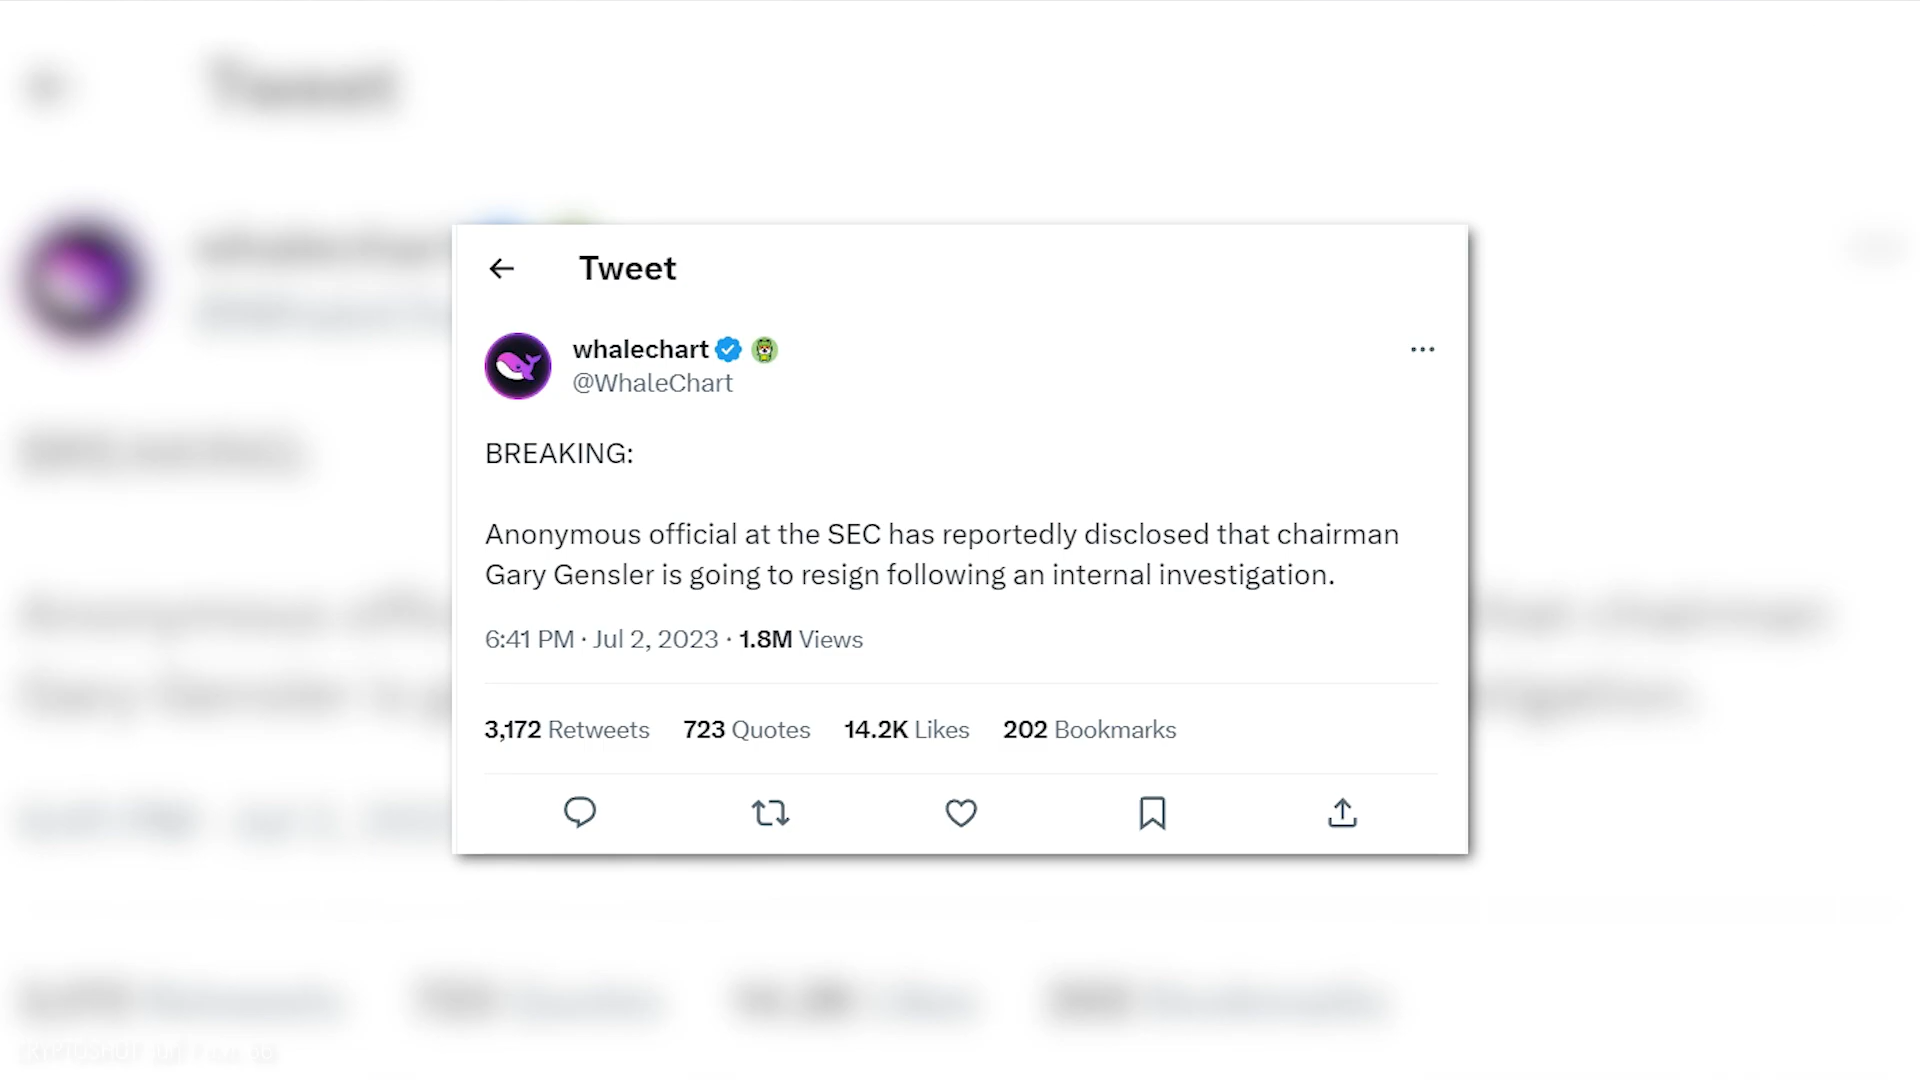 Tweet
whalechart
@WhaleChart
BREAKING:
Anonymous official at the SEC has reportedly disclosed that chairman
Gary Gensler is going to resign following an internal investigation.
6:41 PM · Jul 2, 2023 · 1.8M Views
3,172 Retweets 723 Quotes 14.2K Likes 202 Bookmarks